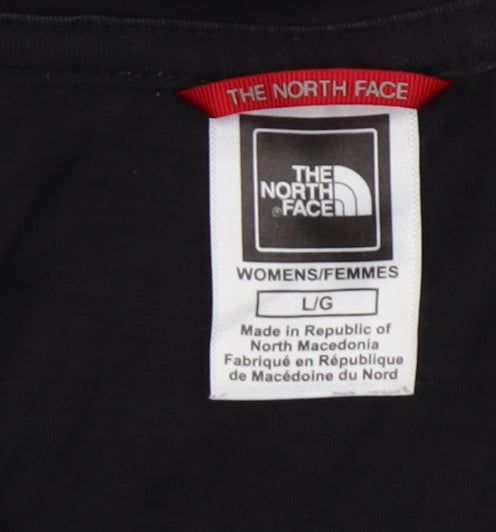 THE NORTH FACE
THE
NORTH
®FACE
WOMENS/FEMMES
L/G
Made in Republic of
North Macedonia
Fabriqué en République
de Macédoine du Nord